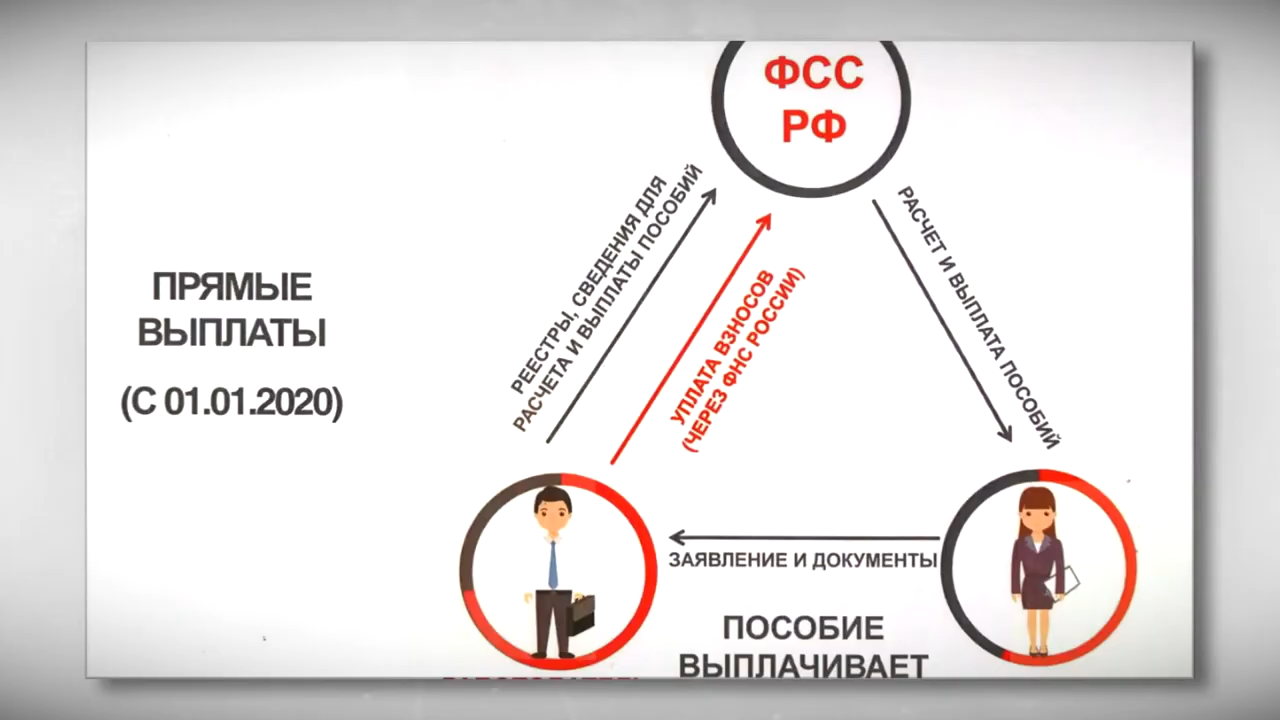 ФСС
РФ
РЕЕСТРЫ, СВЕДЕНИЯ ДЛЯ
РАСЧЕТА И ВЫПЛАТЫ ПОСОБИЙ
УПЛАТА ВЗНОСОВ
(ЧЕРЕЗ ФНС РОССИИ)
РАСЧЕТ И ВЫПЛАТА ПОСОБИЙ
ПРЯМЫЕ
ВЫПЛАТЫ
(С 01.01.2020)
ЗАЯВЛЕНИЕ И ДОКУМЕНТЫ
ПОСОБИЕ
ВЫПЛАЧИВАЕТ